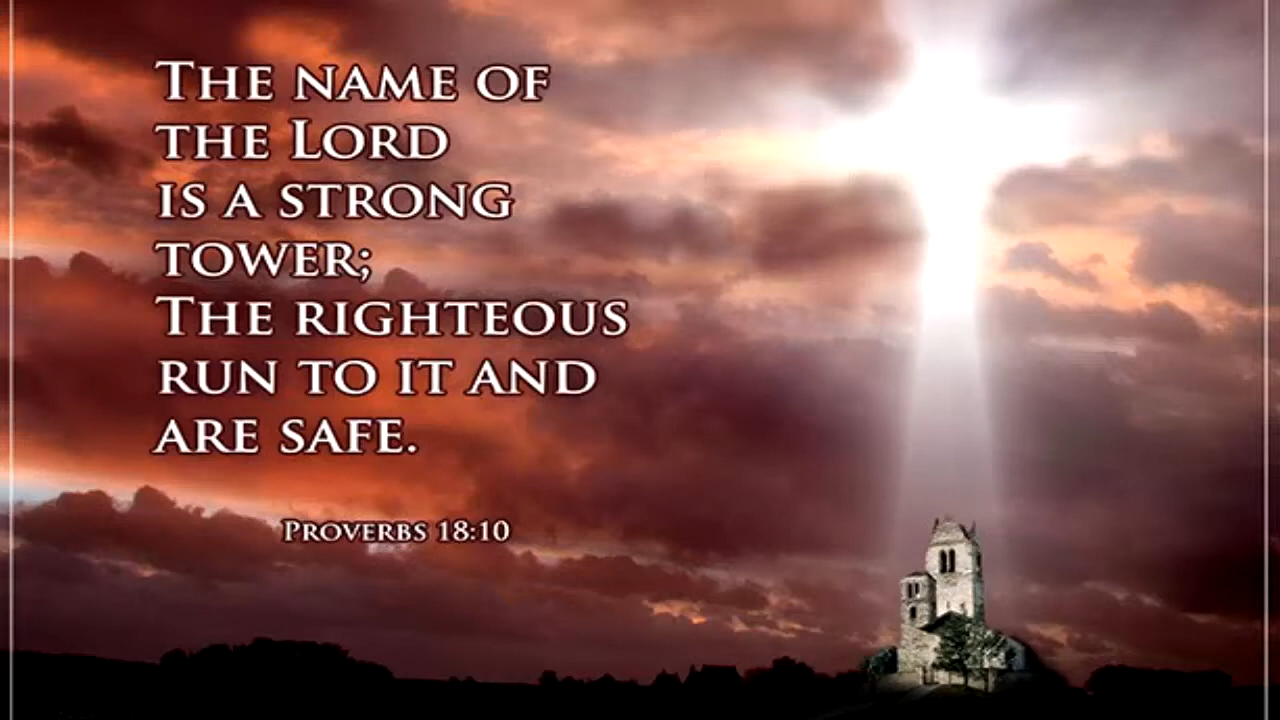 The name of
the Lord
is a strong
tower;
The righteous
run to it and
are safe.
Proverbs 18:10